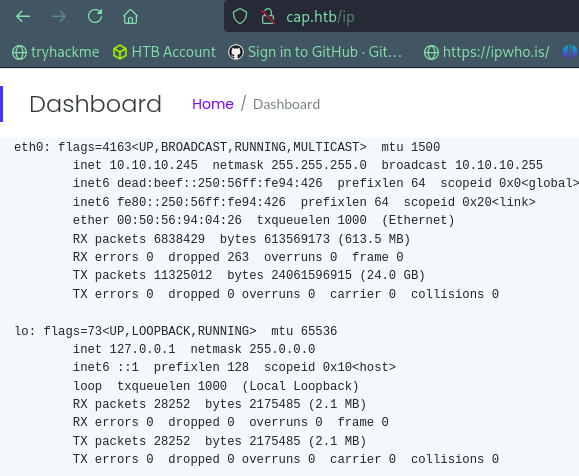 cap.htb/ip
tryhackme HTB Account Sign in to GitHub · Git… https://ipwho.is/
Dashboard Home / Dashboard
eth0: flags=4163<UP,BROADCAST,RUNNING,MULTICAST>  mtu 1500
        inet 10.10.10.245  netmask 255.255.255.0  broadcast 10.10.10.255
        inet6 dead:beef::250:56ff:fe94:426  prefixlen 64  scopeid 0x0<global>
        inet6 fe80::250:56ff:fe94:426  prefixlen 64  scopeid 0x20<link>
        ether 00:50:56:94:04:26  txqueuelen 1000  (Ethernet)
        RX packets 6838429  bytes 613569173 (613.5 MB)
        RX errors 0  dropped 263  overruns 0  frame 0
        TX packets 11325012  bytes 24061596915 (24.0 GB)
        TX errors 0  dropped 0 overruns 0  carrier 0  collisions 0
lo: flags=73<UP,LOOPBACK,RUNNING>  mtu 65536
        inet 127.0.0.1  netmask 255.0.0.0
        inet6 ::1  prefixlen 128  scopeid 0x10<host>
        loop  txqueuelen 1000  (Local Loopback)
        RX packets 28252  bytes 2175485 (2.1 MB)
        RX errors 0  dropped 0  overruns 0  frame 0
        TX packets 28252  bytes 2175485 (2.1 MB)
        TX errors 0  dropped 0 overruns 0  carrier 0  collisions 0